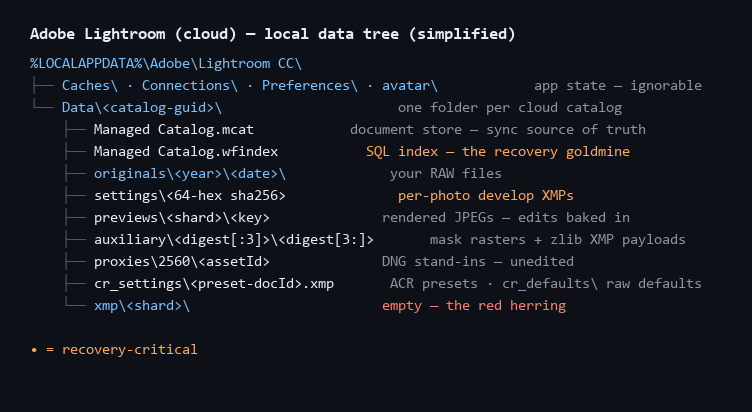 Adobe Lightroom (cloud) — local data tree (simplified)
%LOCALAPPDATA%\Adobe\Lightroom CC\
├── Caches\ · Connections\ · Preferences\ · avatar\ app state — ignorable
└── Data\<catalog-guid>\ one folder per cloud catalog
├── Managed Catalog.mcat document store — sync source of truth
├── Managed Catalog.wfindex SQL index — the recovery goldmine
├── originals\<year>\<date>\ your RAW files
├── settings\<64-hex sha256> per-photo develop XMPs
├── previews\<shard>\<key> rendered JPEGs — edits baked in
├── auxiliary\<digest[:3]>\<digest[3:]> mask rasters + zlib XMP payloads
├── proxies\2560\<assetId> DNG stand-ins — unedited
├── cr_settings\<preset-docId>.xmp ACR presets · cr_defaults\ raw defaults
└── xmp\<shard>\ empty — the red herring
• = recovery-critical